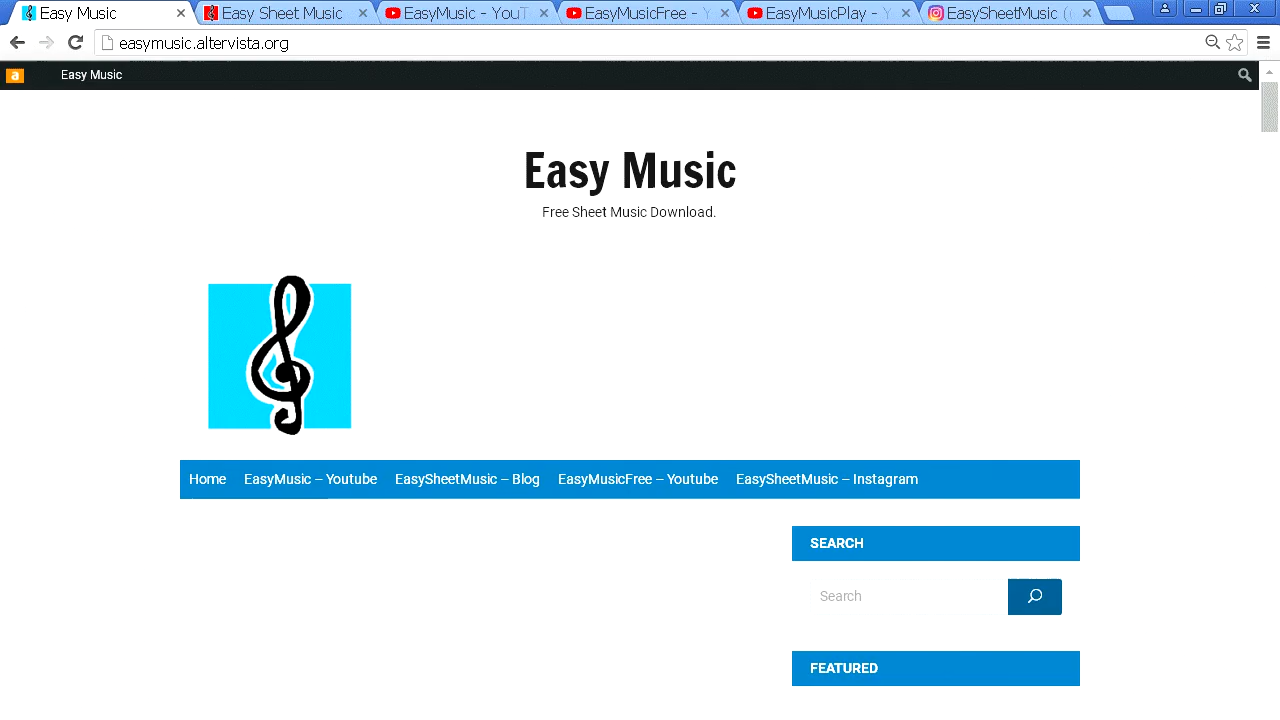 Easy Music
Easy Sheet Music
EasyMusic - YouT
EasyMusicFree - Y
EasyMusicPlay - Y
EasySheetMusic (
easymusic.altervista.org
a
Easy Music
Easy Music
Free Sheet Music Download.
Home EasyMusic – Youtube EasySheetMusic – Blog EasyMusicFree – Youtube EasySheetMusic – Instagram
SEARCH
Search
FEATURED